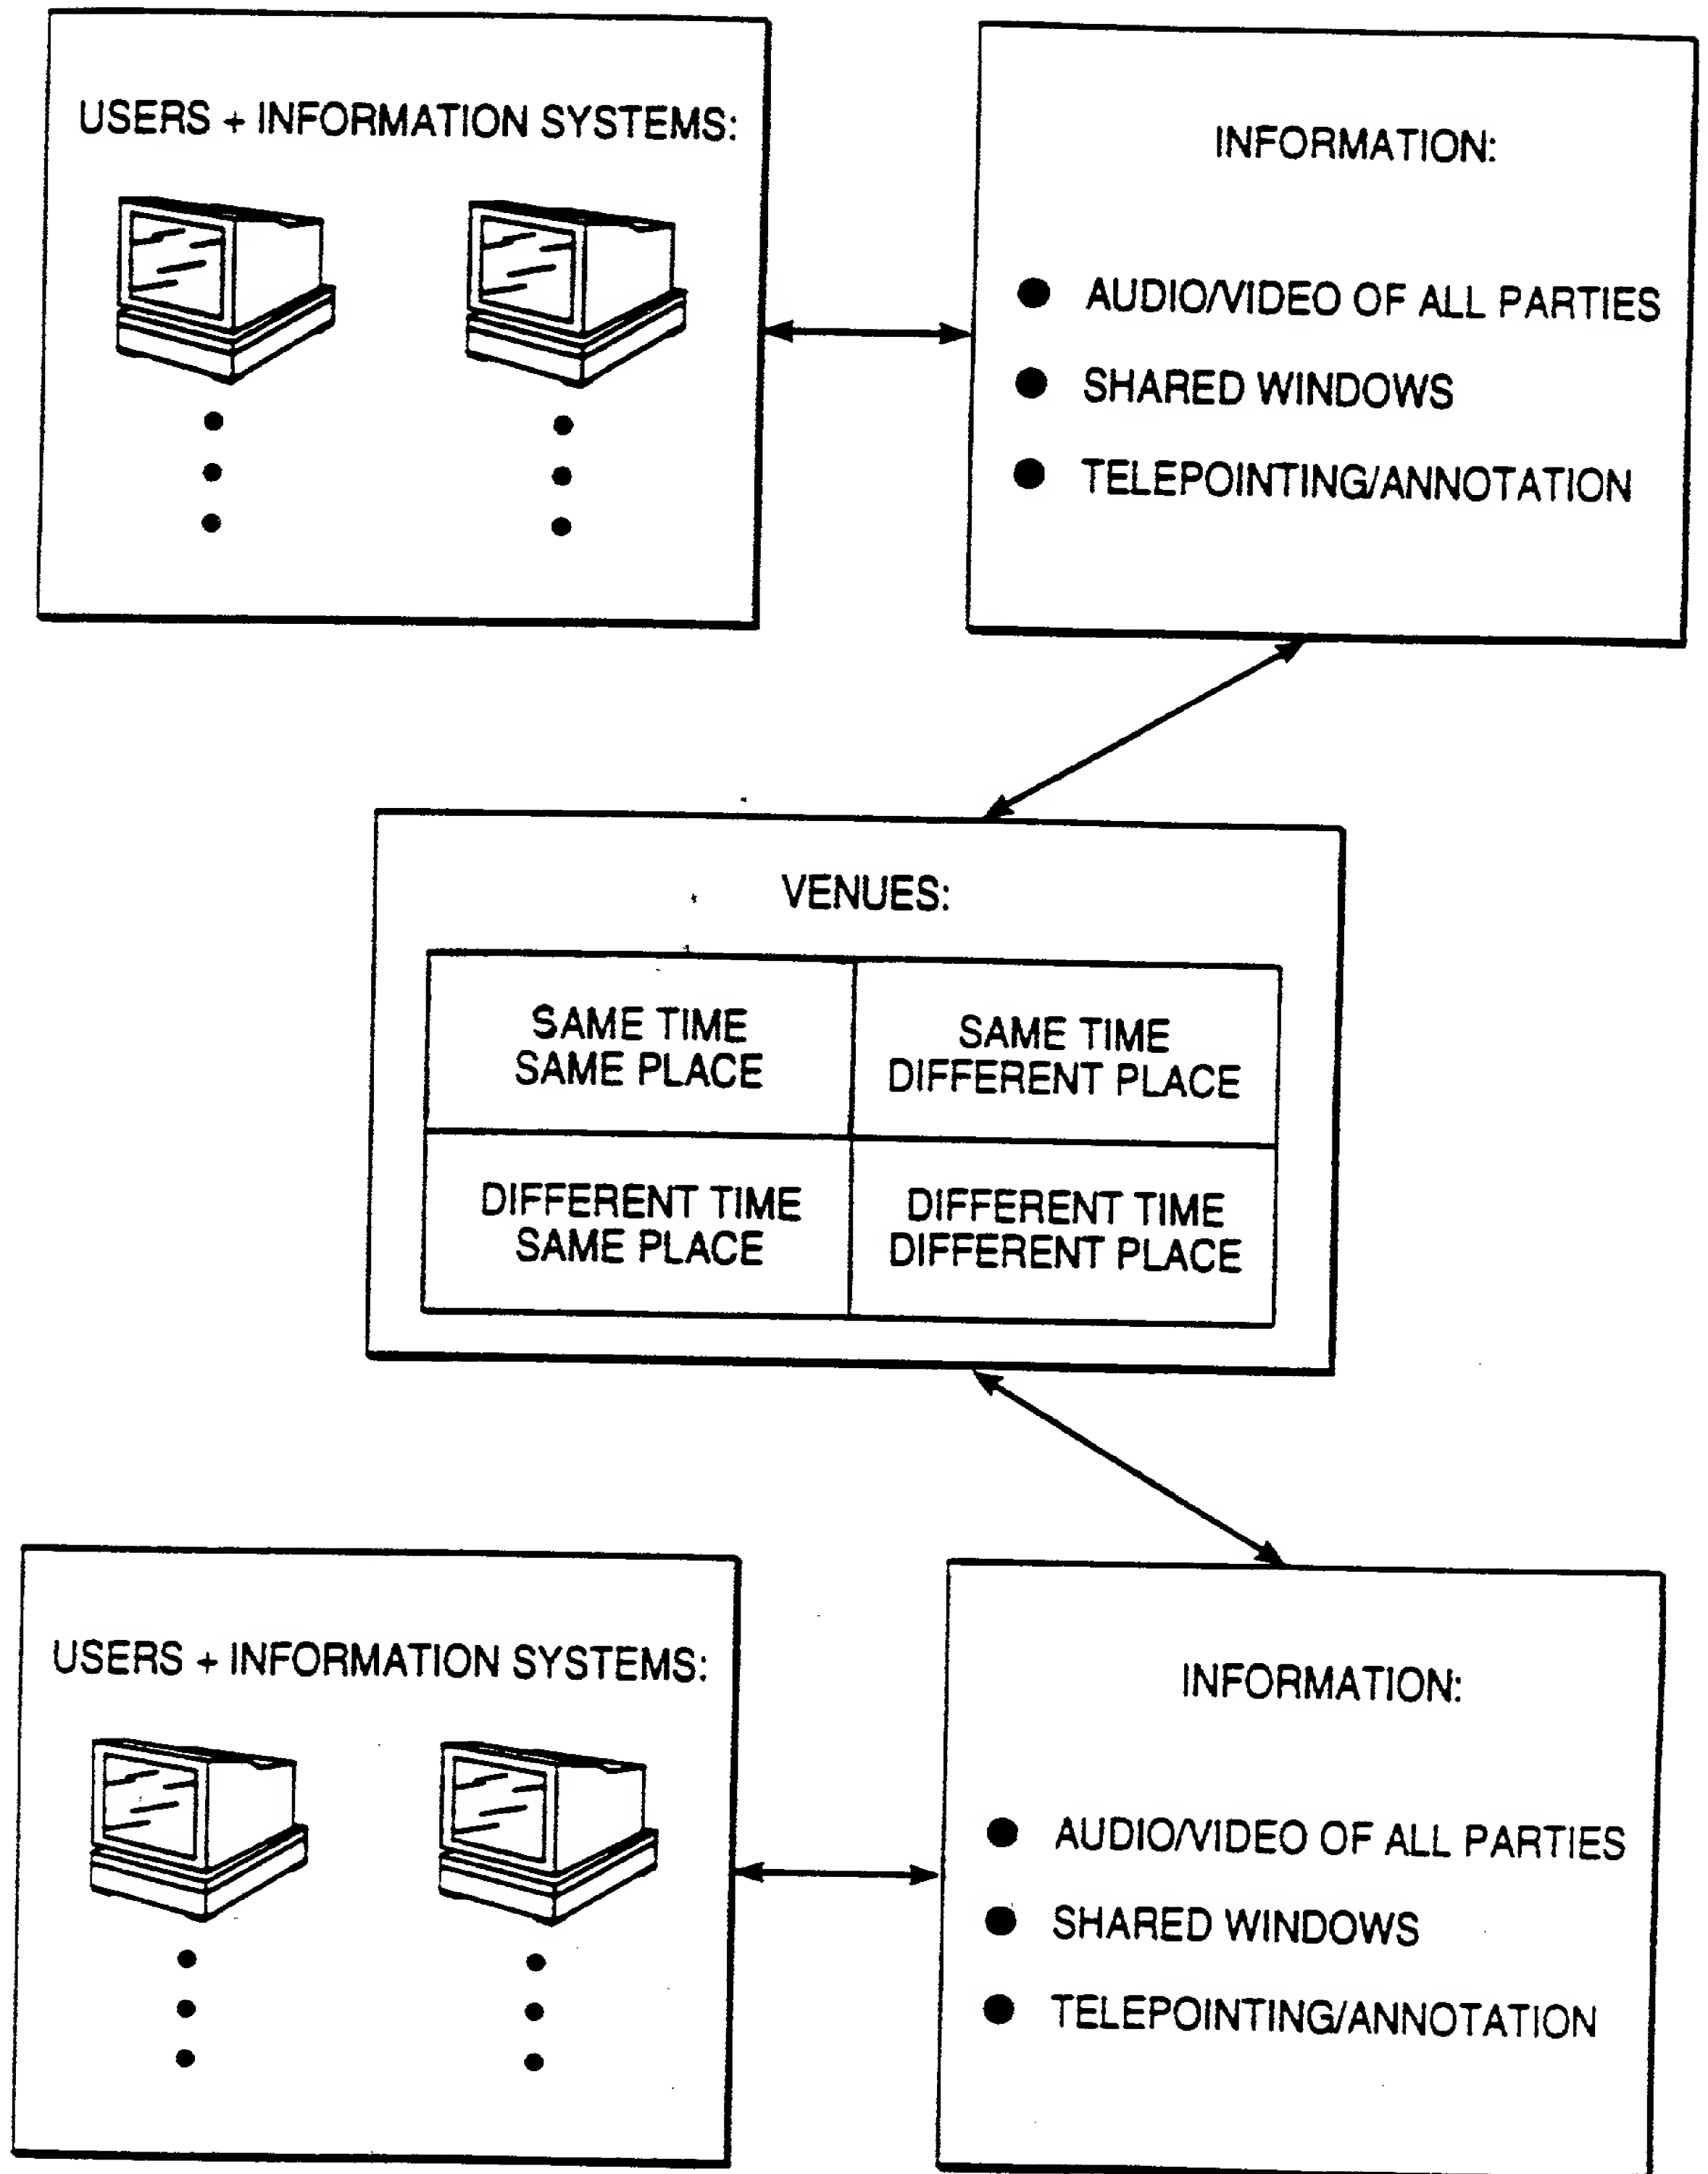 USERS + INFORMATION SYSTEMS:
INFORMATION:
● AUDIO/VIDEO OF ALL PARTIES
● SHARED WINDOWS
● TELEPOINTING/ANNOTATION
VENUES:
SAME TIME
SAME PLACE
SAME TIME
DIFFERENT PLACE
DIFFERENT TIME
SAME PLACE
DIFFERENT TIME
DIFFERENT PLACE
USERS + INFORMATION SYSTEMS:
INFORMATION:
● AUDIO/VIDEO OF ALL PARTIES
● SHARED WINDOWS
● TELEPOINTING/ANNOTATION